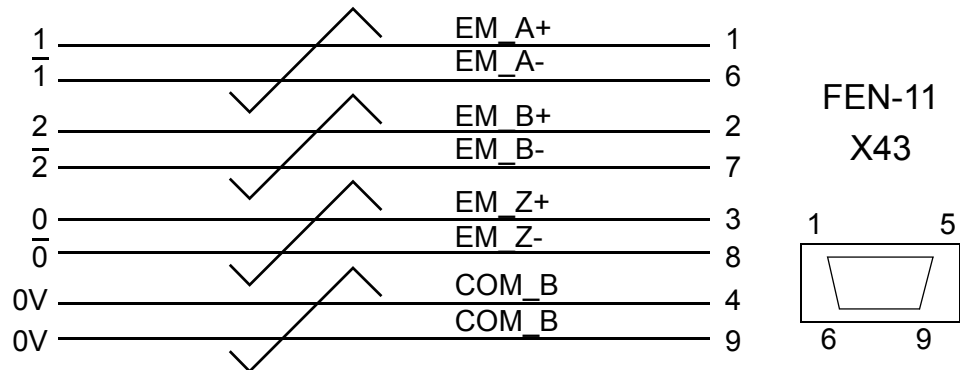 1 EM_A+ 1
1̅ EM_A- 6
2 EM_B+ 2
2̅ EM_B- 7
0 EM_Z+ 3
0̅ EM_Z- 8
0V COM_B 4
0V COM_B 9
FEN-11
X43
1 5
6 9